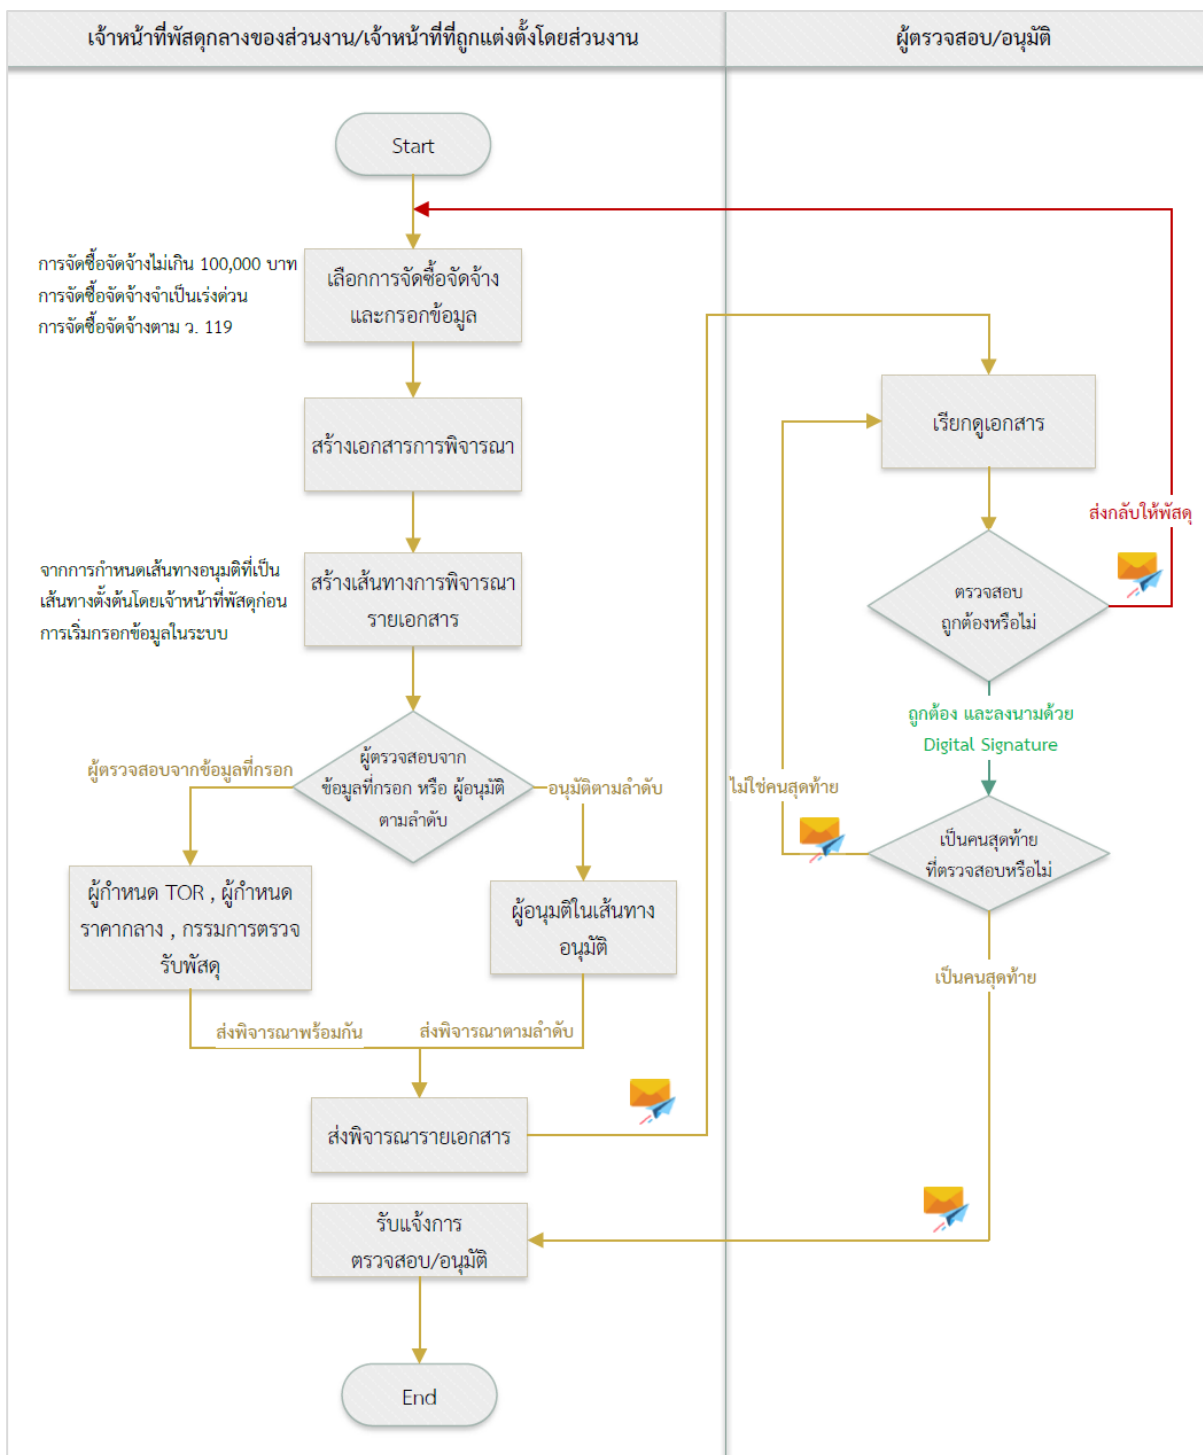 เจ้าหน้าที่พัสดุกลางของส่วนงาน/เจ้าหน้าที่ที่ถูกแต่งตั้งโดยส่วนงาน
ผู้ตรวจสอบ/อนุมัติ
Start
การจัดซื้อจัดจ้างไม่เกิน 100,000 บาท
การจัดซื้อจัดจ้างจำเป็นเร่งด่วน
การจัดซื้อจัดจ้างตาม ว. 119
เลือกการจัดซื้อจัดจ้าง
และกรอกข้อมูล
สร้างเอกสารการพิจารณา
จากการกำหนดเส้นทางอนุมติที่เป็น
เส้นทางตั้งต้นโดยเจ้าหน้าที่พัสดุก่อน
การเริ่มกรอกข้อมูลในระบบ
สร้างเส้นทางการพิจารณา
รายเอกสาร
ผู้ตรวจสอบจาก
ข้อมูลที่กรอก หรือ ผู้อนุมัติ
ตามลำดับ
ผู้ตรวจสอบจากข้อมูลที่กรอก
อนุมัติตามลำดับ
ผู้กำหนด TOR , ผู้กำหนด
ราคากลาง , กรรมการตรวจ
รับพัสดุ
ผู้อนุมติในเส้นทาง
อนุมัติ
ส่งพิจารณาพร้อมกัน
ส่งพิจารณาตามลำดับ
ส่งพิจารณารายเอกสาร
รับแจ้งการ
ตรวจสอบ/อนุมัติ
End
เรียกดูเอกสาร
ส่งกลับให้พัสดุ
ตรวจสอบ
ถูกต้องหรือไม่
ถูกต้อง และลงนามด้วย
Digital Signature
ไม่ใช่คนสุดท้าย
เป็นคนสุดท้าย
ที่ตรวจสอบหรือไม่
เป็นคนสุดท้าย